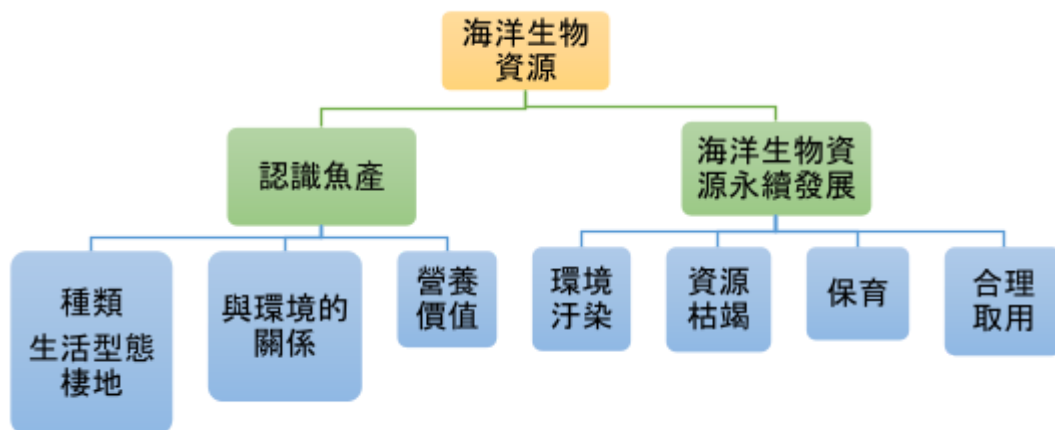 海洋生物
資源
認識魚產
海洋生物資
源永續發展
種類
生活型態
棲地
與環境的
關係
營養
價值
環境
汙染
資源
枯竭
保育
合理
取用